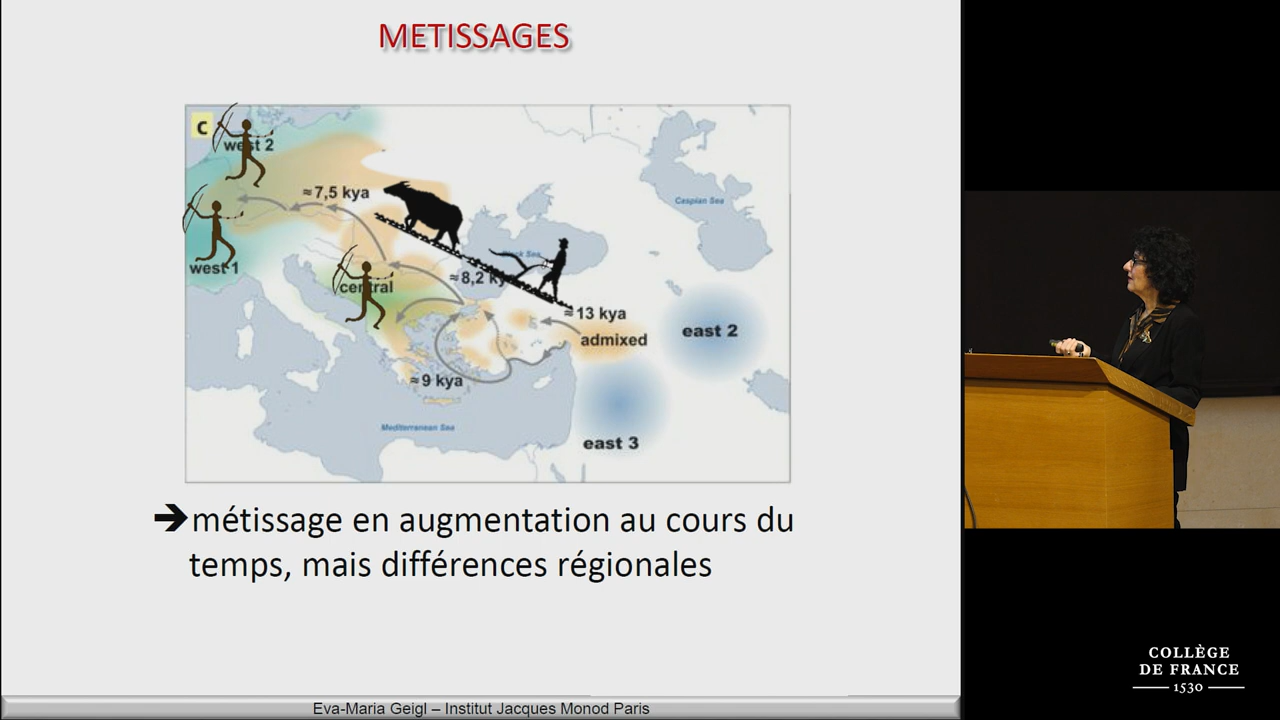 METISSAGES
C
west 2
≈7,5 kya
Caspian Sea
west 1
central
≈8,2 kya
Black Sea
≈13 kya
admixed
east 2
≈9 kya
Mediterranean Sea
east 3
➔métissage en augmentation au cours du
temps, mais différences régionales
Eva-Maria Geigl – Institut Jacques Monod Paris
COLLÈGE
DE FRANCE
1530